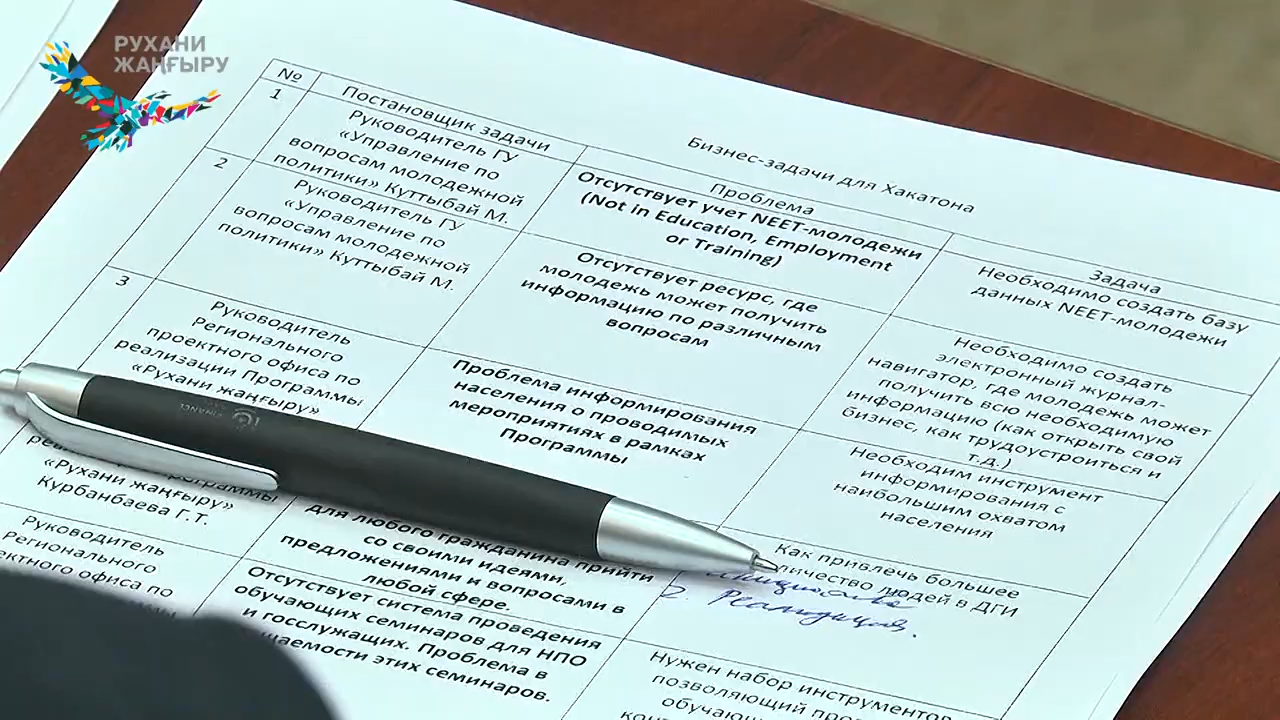 РУХАНИ
ЖАҢҒЫРУ
Бизнес-задачи для Хакатона
№
Постановщик задачи
Проблема
Задача
1
Руководитель ГУ
«Управление по
вопросам молодежной
политики» Куттыбай М.
Отсутствует учет NEET-молодежи
(Not in Education, Employment
or Training)
Необходимо создать базу
данных NEET-молодежи
2
Руководитель ГУ
«Управление по
вопросам молодежной
политики» Куттыбай М.
Отсутствует ресурс, где
молодежь может получить
информацию по различным
вопросам
Необходимо создать
электронный журнал-
навигатор, где молодежь может
получить всю необходимую
информацию (как открыть свой
бизнес, как трудоустроиться и
т.д.)
3
Руководитель
Регионального
проектного офиса по
реализации Программы
«Рухани жаңғыру»
Проблема информирования
населения о проводимых
мероприятиях в рамках
Программы
Необходим инструмент
информирования с
наибольшим охватом
населения
«Рухани жаңғыру»
Курбанбаева Г.Т.
для любого гражданина прийти
со своими идеями,
предложениями и вопросами в
любой сфере.
Как привлечь большее
людей в ДГИ
2.
Руководитель
Регионального
офиса по
Отсутствует система проведения
обучающих семинаров для НПО
и госслужащих. Проблема в
этих семинаров.
Нужен набор инструментов
позволяющий